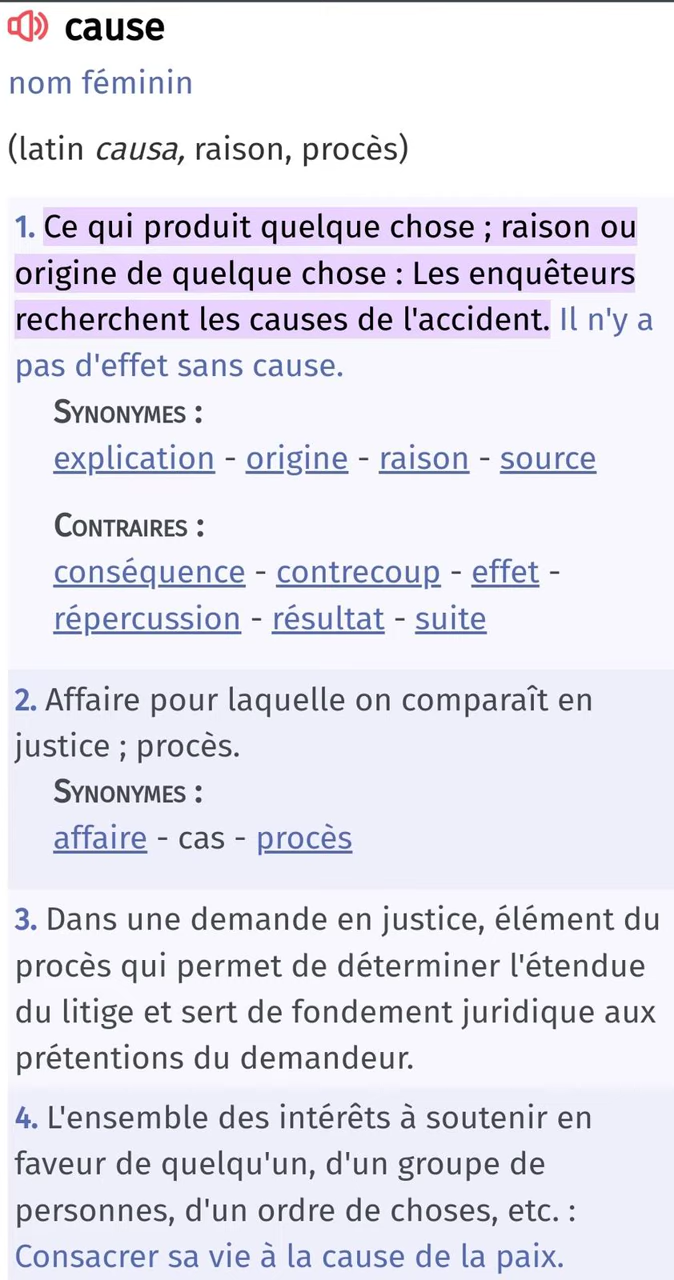 cause
nom féminin
(latin causa, raison, procès)
1. Ce qui produit quelque chose ; raison ou
origine de quelque chose : Les enquêteurs
recherchent les causes de l'accident. Il n'y a
pas d'effet sans cause.
SYNONYMES :
explication - origine - raison - source
CONTRAIRES :
conséquence - contrecoup - effet -
répercussion - résultat - suite
2. Affaire pour laquelle on comparaît en
justice ; procès.
SYNONYMES :
affaire - cas - procès
3. Dans une demande en justice, élément du
procès qui permet de déterminer l'étendue
du litige et sert de fondement juridique aux
prétentions du demandeur.
4. L'ensemble des intérêts à soutenir en
faveur de quelqu'un, d'un groupe de
personnes, d'un ordre de choses, etc. :
Consacrer sa vie à la cause de la paix.